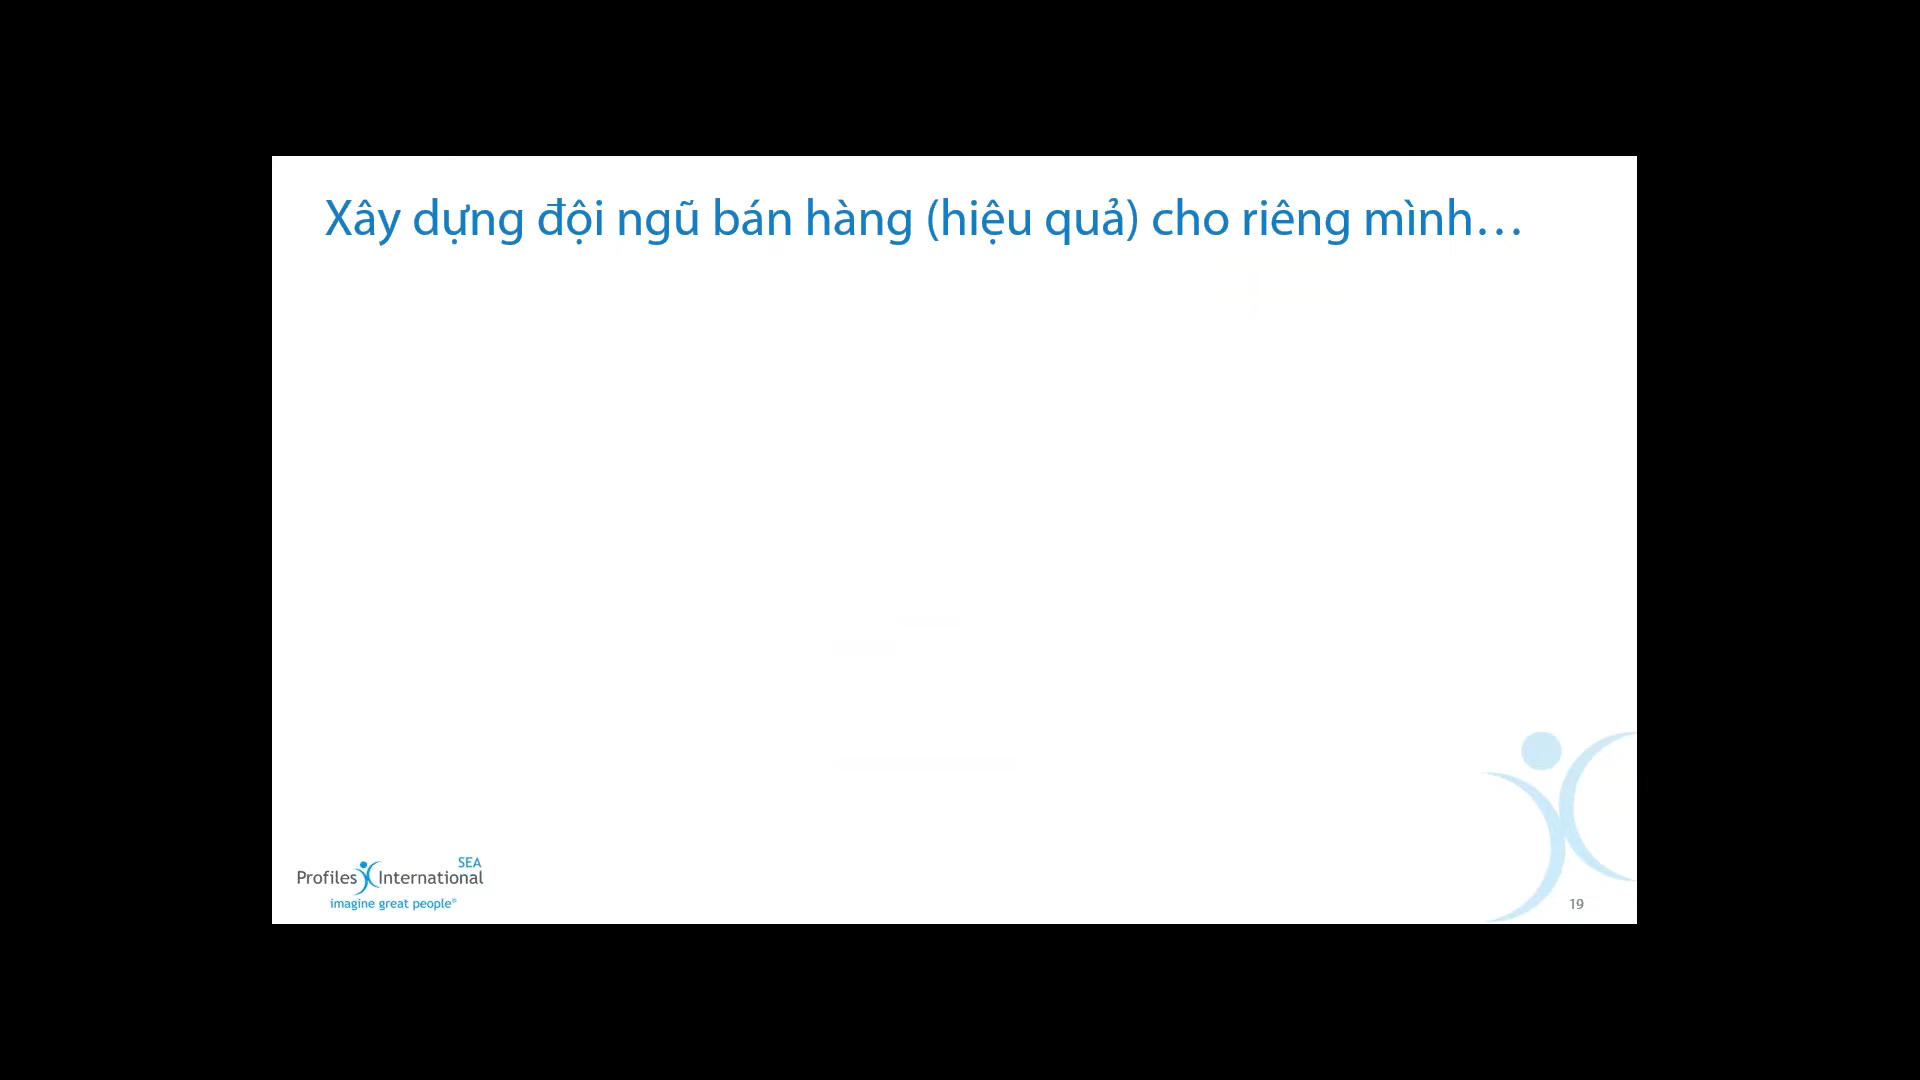 Xây dựng đội ngũ bán hàng (hiệu quả) cho riêng mình…
SEA
Profiles International
imagine great people®
19